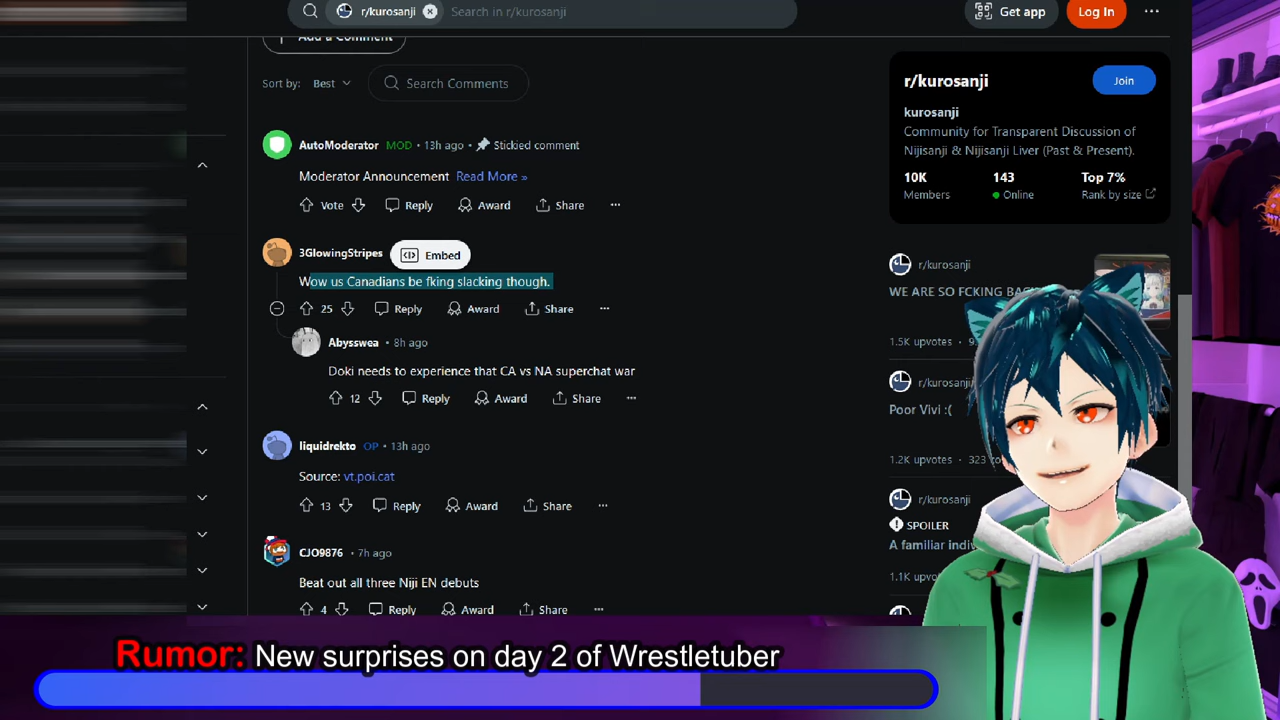 r/kurosanji
Search in r/kurosanji
Get app
Log In
Add a Comment
Sort by: Best
Search Comments
AutoModerator MOD • 13h ago • Stickied comment
Moderator Announcement Read More »
Vote Reply Award Share
3GlowingStripes
Embed
Wow us Canadians be fking slacking though.
25 Reply Award Share
Abysswea • 8h ago
Doki needs to experience that CA vs NA superchat war
12 Reply Award Share
liquidrekto OP • 13h ago
Source: vt.poi.cat
13 Reply Award Share
CJO9876 • 7h ago
Beat out all three Niji EN debuts
4 Reply Award Share
r/kurosanji
Join
kurosanji
Community for Transparent Discussion of
Nijisanji & Nijisanji Liver (Past & Present).
10K 143 Top 7%
Members Online Rank by size
r/kurosanji
WE ARE SO FCKING
1.5K upvotes •
r/kurosanji
Poor Vivi :(
1.2K upvotes • 323
r/kurosanji
SPOILER
A familiar
1.1K
Rumor: New surprises on day 2 of Wrestletuber